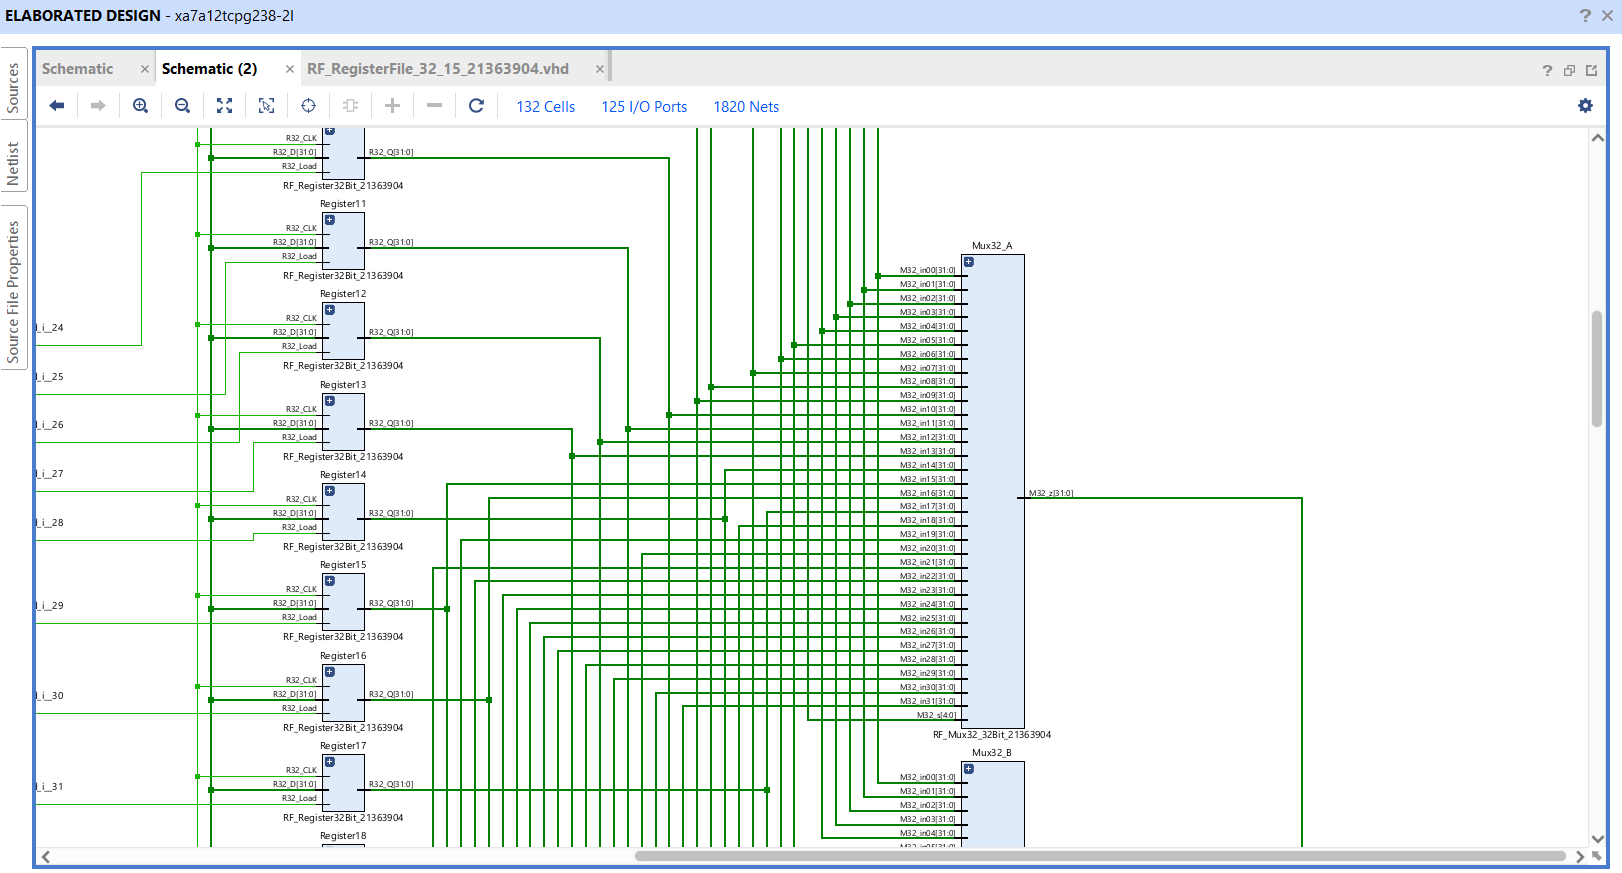 ELABORATED DESIGN - xa7a12tcpg238-2I
Sources
Netlist
Source File Properties
Schematic
Schematic (2)
RF_RegisterFile_32_15_21363904.vhd
132 Cells
125 I/O Ports
1820 Nets
R32_CLK
R32_D[31:0]
R32_Load
R32_Q[31:0]
RF_Register32Bit_21363904
Register11
R32_CLK
R32_D[31:0]
R32_Load
R32_Q[31:0]
RF_Register32Bit_21363904
Register12
R32_CLK
R32_D[31:0]
R32_Load
R32_Q[31:0]
RF_Register32Bit_21363904
Register13
R32_CLK
R32_D[31:0]
R32_Load
R32_Q[31:0]
RF_Register32Bit_21363904
Register14
R32_CLK
R32_D[31:0]
R32_Load
R32_Q[31:0]
RF_Register32Bit_21363904
Register15
R32_CLK
R32_D[31:0]
R32_Load
R32_Q[31:0]
RF_Register32Bit_21363904
Register16
R32_CLK
R32_D[31:0]
R32_Load
R32_Q[31:0]
RF_Register32Bit_21363904
Register17
R32_CLK
R32_D[31:0]
R32_Load
R32_Q[31:0]
RF_Register32Bit_21363904
Register18
_i__24
_i__25
_i__26
_i__27
_i__28
_i__29
_i__30
_i__31
Mux32_A
M32_in00[31:0]
M32_in01[31:0]
M32_in02[31:0]
M32_in03[31:0]
M32_in04[31:0]
M32_in05[31:0]
M32_in06[31:0]
M32_in07[31:0]
M32_in08[31:0]
M32_in09[31:0]
M32_in10[31:0]
M32_in11[31:0]
M32_in12[31:0]
M32_in13[31:0]
M32_in14[31:0]
M32_in15[31:0]
M32_in16[31:0]
M32_in17[31:0]
M32_in18[31:0]
M32_in19[31:0]
M32_in20[31:0]
M32_in21[31:0]
M32_in22[31:0]
M32_in23[31:0]
M32_in24[31:0]
M32_in25[31:0]
M32_in26[31:0]
M32_in27[31:0]
M32_in28[31:0]
M32_in29[31:0]
M32_in30[31:0]
M32_in31[31:0]
M32_s[4:0]
M32_z[31:0]
RF_Mux32_32Bit_21363904
Mux32_B
M32_in00[31:0]
M32_in01[31:0]
M32_in02[31:0]
M32_in03[31:0]
M32_in04[31:0]